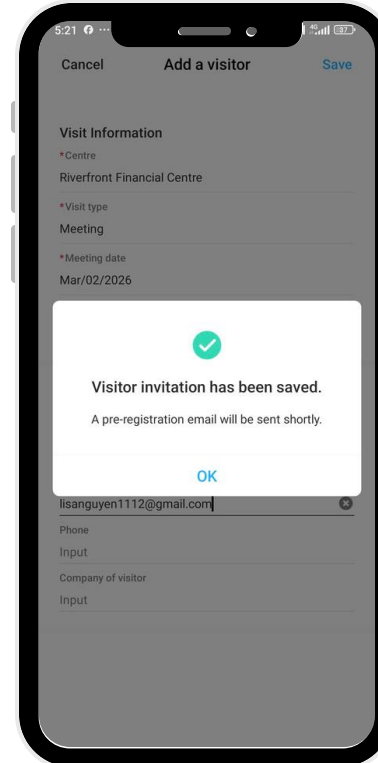 5:21
4G
37
Cancel Add a visitor Save
Visit Information
*Centre
Riverfront Financial Centre
*Visit type
Meeting
*Meeting date
Mar/02/2026
Visitor invitation has been saved.
A pre-registration email will be sent shortly.
OK
lisanguyen1112@gmail.com
Phone
Input
Company of visitor
Input